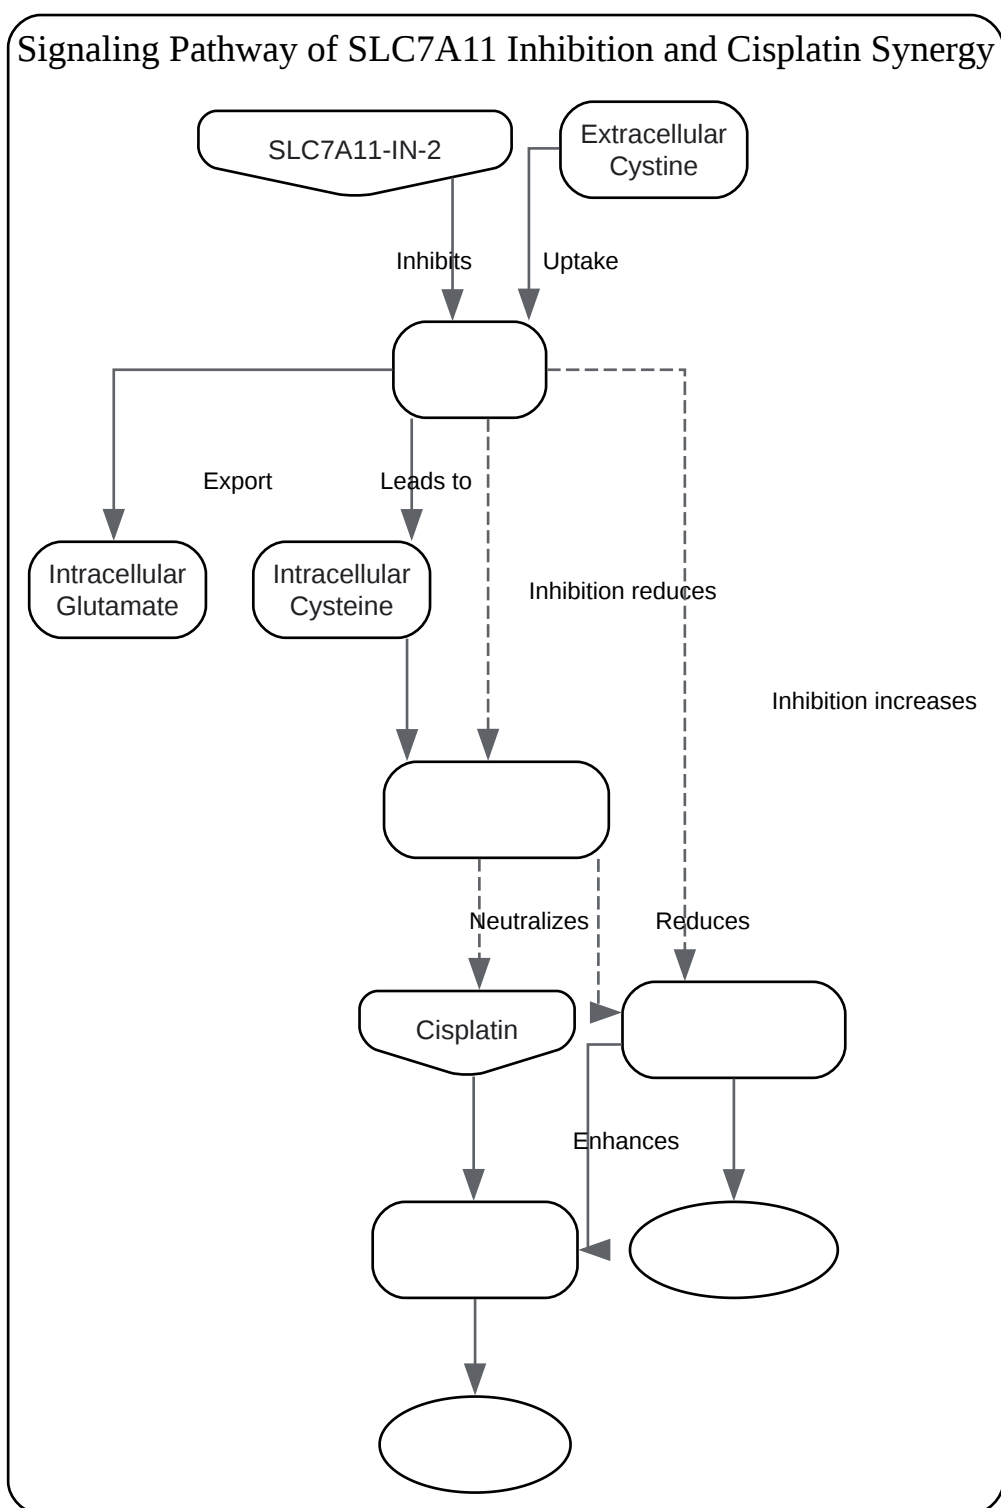 Signaling Pathway of SLC7A11 Inhibition and Cisplatin Synergy
SLC7A11-IN-2
Extracellular
Cystine
Inhibits
Uptake
Export
Leads to
Intracellular
Glutamate
Intracellular
Cysteine
Inhibition reduces
Inhibition increases
Neutralizes
Reduces
Cisplatin
Enhances